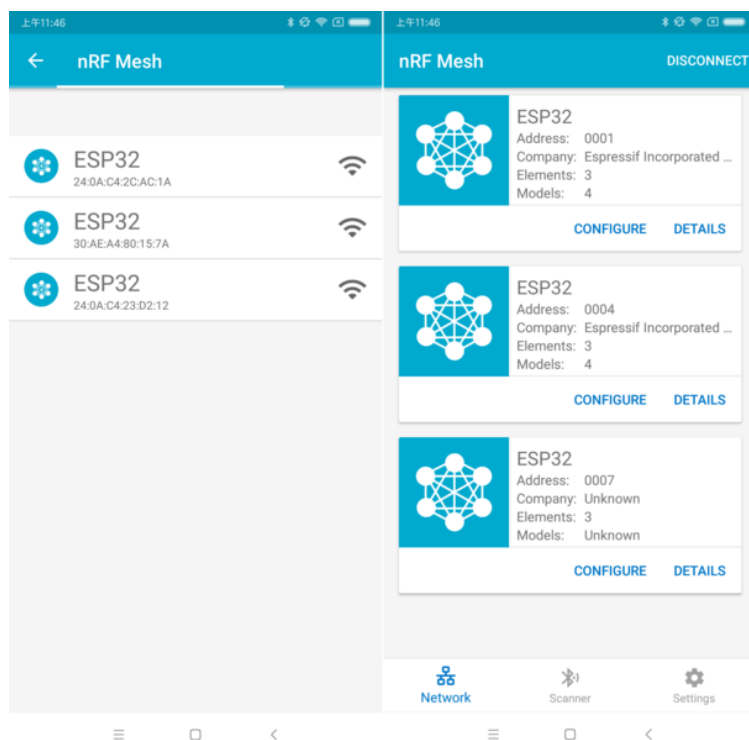 上午11:46
nRF Mesh
ESP32
24:0A:C4:2C:AC:1A
ESP32
30:AE:A4:80:15:7A
ESP32
24:0A:C4:23:D2:12
上午11:46
nRF Mesh
DISCONNECT
ESP32
Address: 0001
Company: Espressif Incorporated ...
Elements: 3
Models: 4
CONFIGURE DETAILS
ESP32
Address: 0004
Company: Espressif Incorporated ...
Elements: 3
Models: 4
CONFIGURE DETAILS
ESP32
Address: 0007
Company: Unknown
Elements: 3
Models: Unknown
CONFIGURE DETAILS
Network Scanner Settings